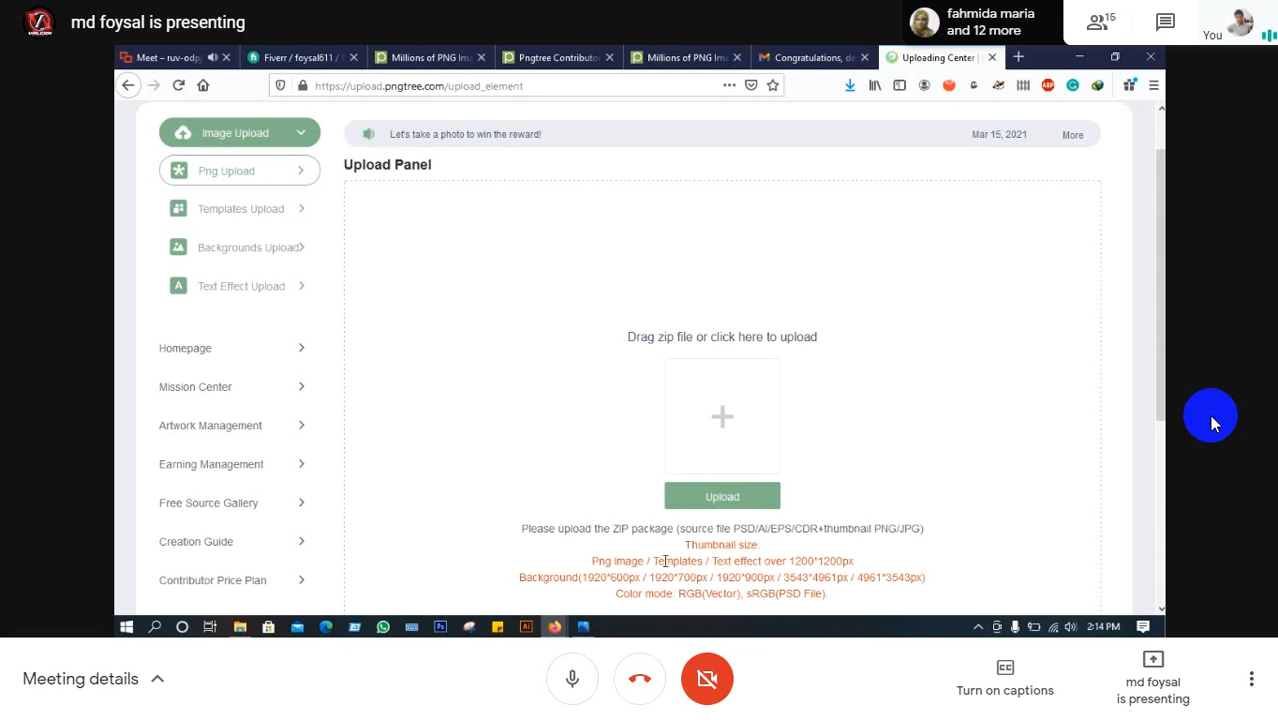 md foysal is presenting
fahmida maria
and 12 more
15
You
Meet – ruv-odpj
Fiverr / foysal611 /
Millions of PNG Ima
Pngtree Contributo
Millions of PNG Ima
Congratulations, de
Uploading Center |
https://upload.pngtree.com/upload_element
ABP
Image Upload
Let's take a photo to win the reward!
Mar 15, 2021
More
Upload Panel
Png Upload
Templates Upload
Backgrounds Upload
A Text Effect Upload
Drag zip file or click here to upload
Homepage
Mission Center
Artwork Management
Earning Management
Upload
Free Source Gallery
Please upload the ZIP package (source file PSD/AI/EPS/CDR+thumbnail PNG/JPG)
Creation Guide
Thumbnail size:
Png image / Templates / Text effect over 1200*1200px
Contributor Price Plan
Background(1920*600px / 1920*700px / 1920*900px / 3543*4961px / 4961*3543px)
Color mode: RGB(Vector), sRGB(PSD File).
Ps
Ai
2:14 PM
Meeting details
CC
Turn on captions
md foysal
is presenting